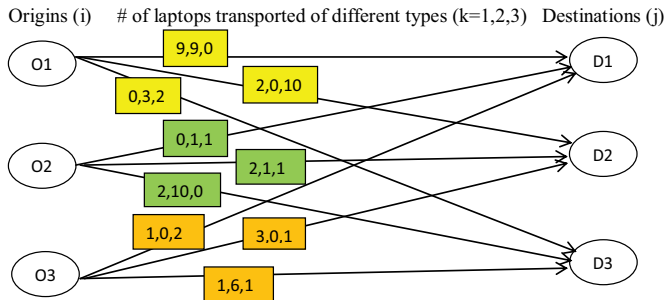 Origins (i) # of laptops transported of different types (k=1,2,3) Destinations (j)
9,9,0
O1
D1
2,0,10
0,3,2
0,1,1
D2
O2
2,1,1
2,10,0
1,0,2
3,0,1
D3
O3
1,6,1